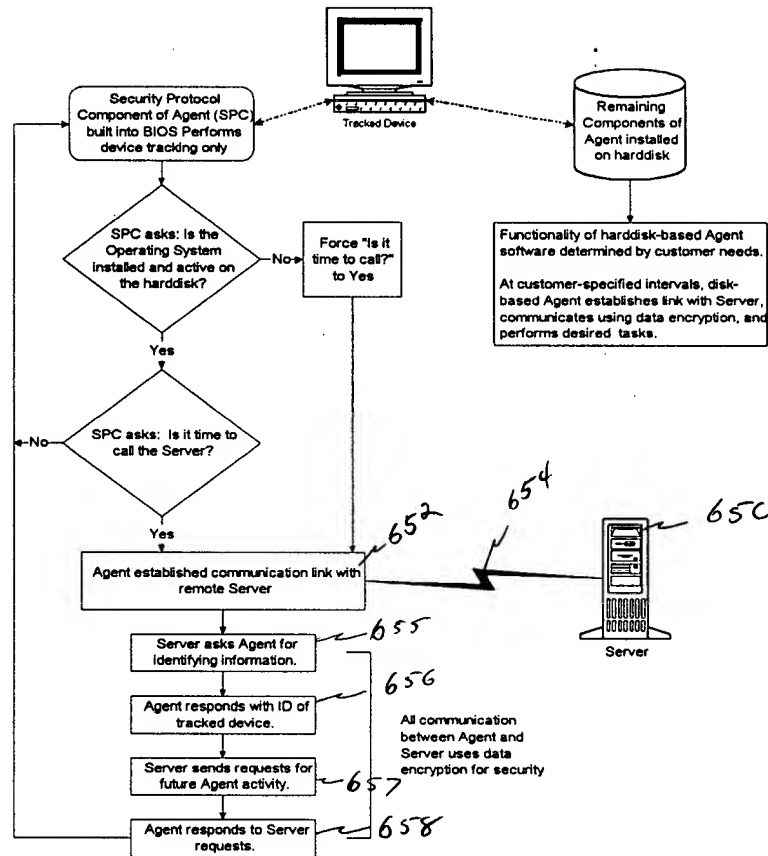 Tracked Device
Security Protocol
Component of Agent (SPC)
built into BIOS Performs
device tracking only
Remaining
Components of
Agent installed
on harddisk
SPC asks: Is the
Operating System
installed and active on
the harddisk?
No
Force "Is it
time to call?"
to Yes
Functionality of harddisk-based Agent
software determined by customer needs.
At customer-specified intervals, disk-
based Agent establishes link with Server,
communicates using data encryption, and
performs desired tasks.
Yes
SPC asks: Is it time to
call the Server?
No
Yes
652
654
650
Agent established communication link with
remote Server
Server
655
Server asks Agent for
identifying information.
656
Agent responds with ID of
tracked device.
All communication
between Agent and
Server uses data
encryption for security
Server sends requests for
future Agent activity.
657
Agent responds to Server
requests.
658